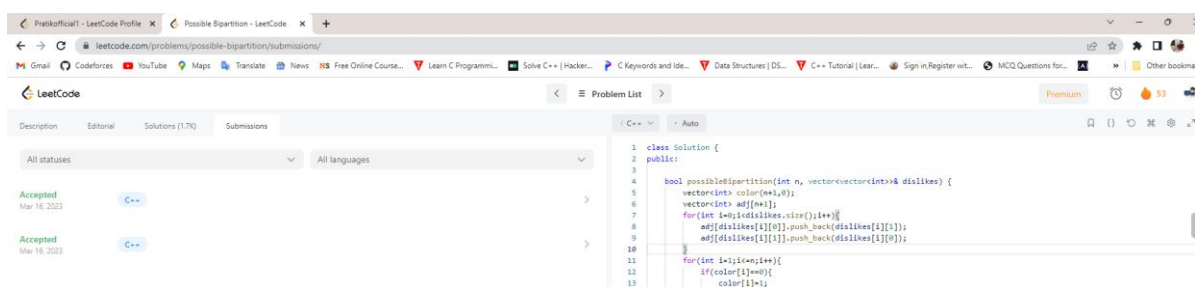 Pratikofficial1 - LeetCode Profile
Possible Bipartition - LeetCode
leetcode.com/problems/possible-bipartition/submissions/
Gmail Codeforces YouTube Maps Translate News Free Online Course... Learn C Programmi... Solve C++ | Hacker... C Keywords and Ide... Data Structures | DS... C++ Tutorial | Lear... Sign in,Register wit... MCQ Questions for... » Other bookma
LeetCode
Problem List
Premium
53
Description Editorial Solutions (1.7K) Submissions
C++ Auto
All statuses All languages
Accepted
Mar 16, 2023
C++
Accepted
Mar 16, 2023
C++
1 class Solution {
2 public:
3
4 bool possibleBipartition(int n, vector<vector<int>>& dislikes) {
5 vector<int> color(n+1,0);
6 vector<int> adj[n+1];
7 for(int i=0;i<dislikes.size();i++){
8 adj[dislikes[i][0]].push_back(dislikes[i][1]);
9 adj[dislikes[i][1]].push_back(dislikes[i][0]);
10 }
11 for(int i=1;i<=n;i++){
12 if(color[i]==0){
13 color[i]=1;